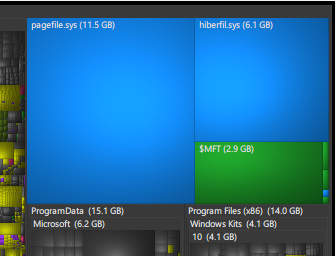 pagefile.sys (11.5 GB)
hiberfil.sys (6.1 GB)
$MFT (2.9 GB)
ProgramData (15.1 GB)
Program Files (x86) (14.0 GB)
Microsoft (6.2 GB)
Windows Kits (4.1 GB)
10 (4.1 GB)